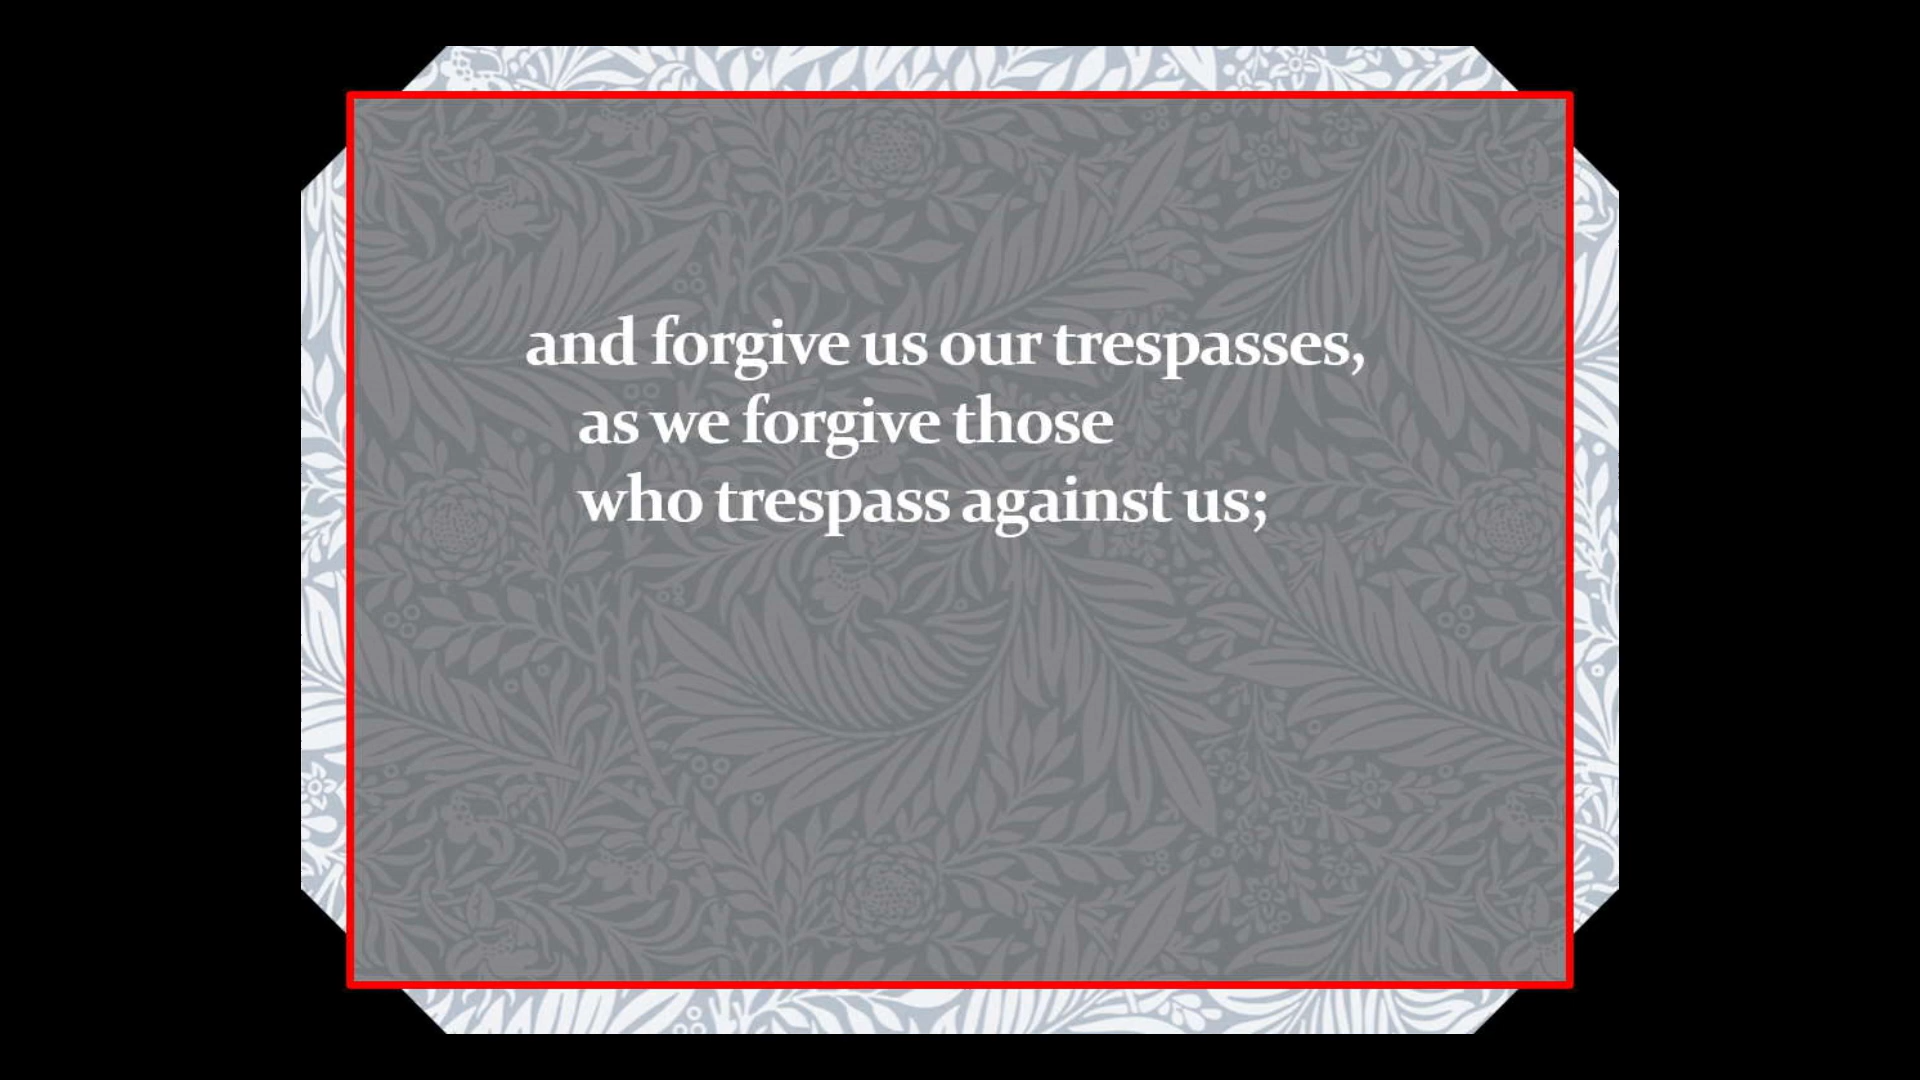 and forgive us our trespasses,
as we forgive those
who trespass against us;